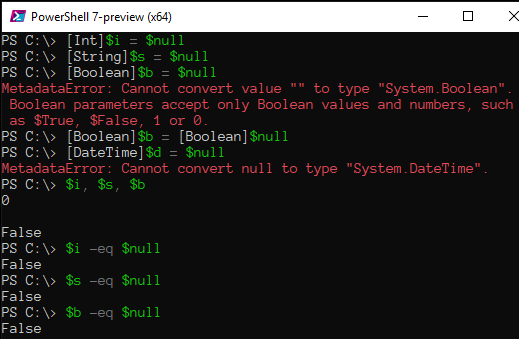 PowerShell 7-preview (x64)
PS C:\> [Int]$i = $null
PS C:\> [String]$s = $null
PS C:\> [Boolean]$b = $null
MetadataError: Cannot convert value "" to type "System.Boolean".
Boolean parameters accept only Boolean values and numbers, such
as $True, $False, 1 or 0.
PS C:\> [Boolean]$b = [Boolean]$null
PS C:\> [DateTime]$d = $null
MetadataError: Cannot convert null to type "System.DateTime".
PS C:\> $i, $s, $b
0
False
PS C:\> $i -eq $null
False
PS C:\> $s -eq $null
False
PS C:\> $b -eq $null
False